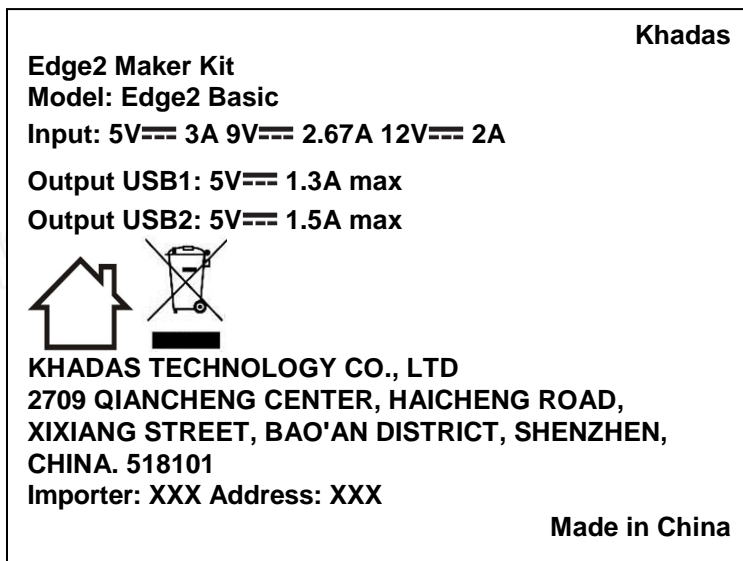 Khadas
Edge2 Maker Kit
Model: Edge2 Basic
Input: 5V⎓ 3A 9V⎓ 2.67A 12V⎓ 2A
Output USB1: 5V⎓ 1.3A max
Output USB2: 5V⎓ 1.5A max
KHADAS TECHNOLOGY CO., LTD
2709 QIANCHENG CENTER, HAICHENG ROAD,
XIXIANG STREET, BAO'AN DISTRICT, SHENZHEN,
CHINA. 518101
Importer: XXX Address: XXX
Made in China